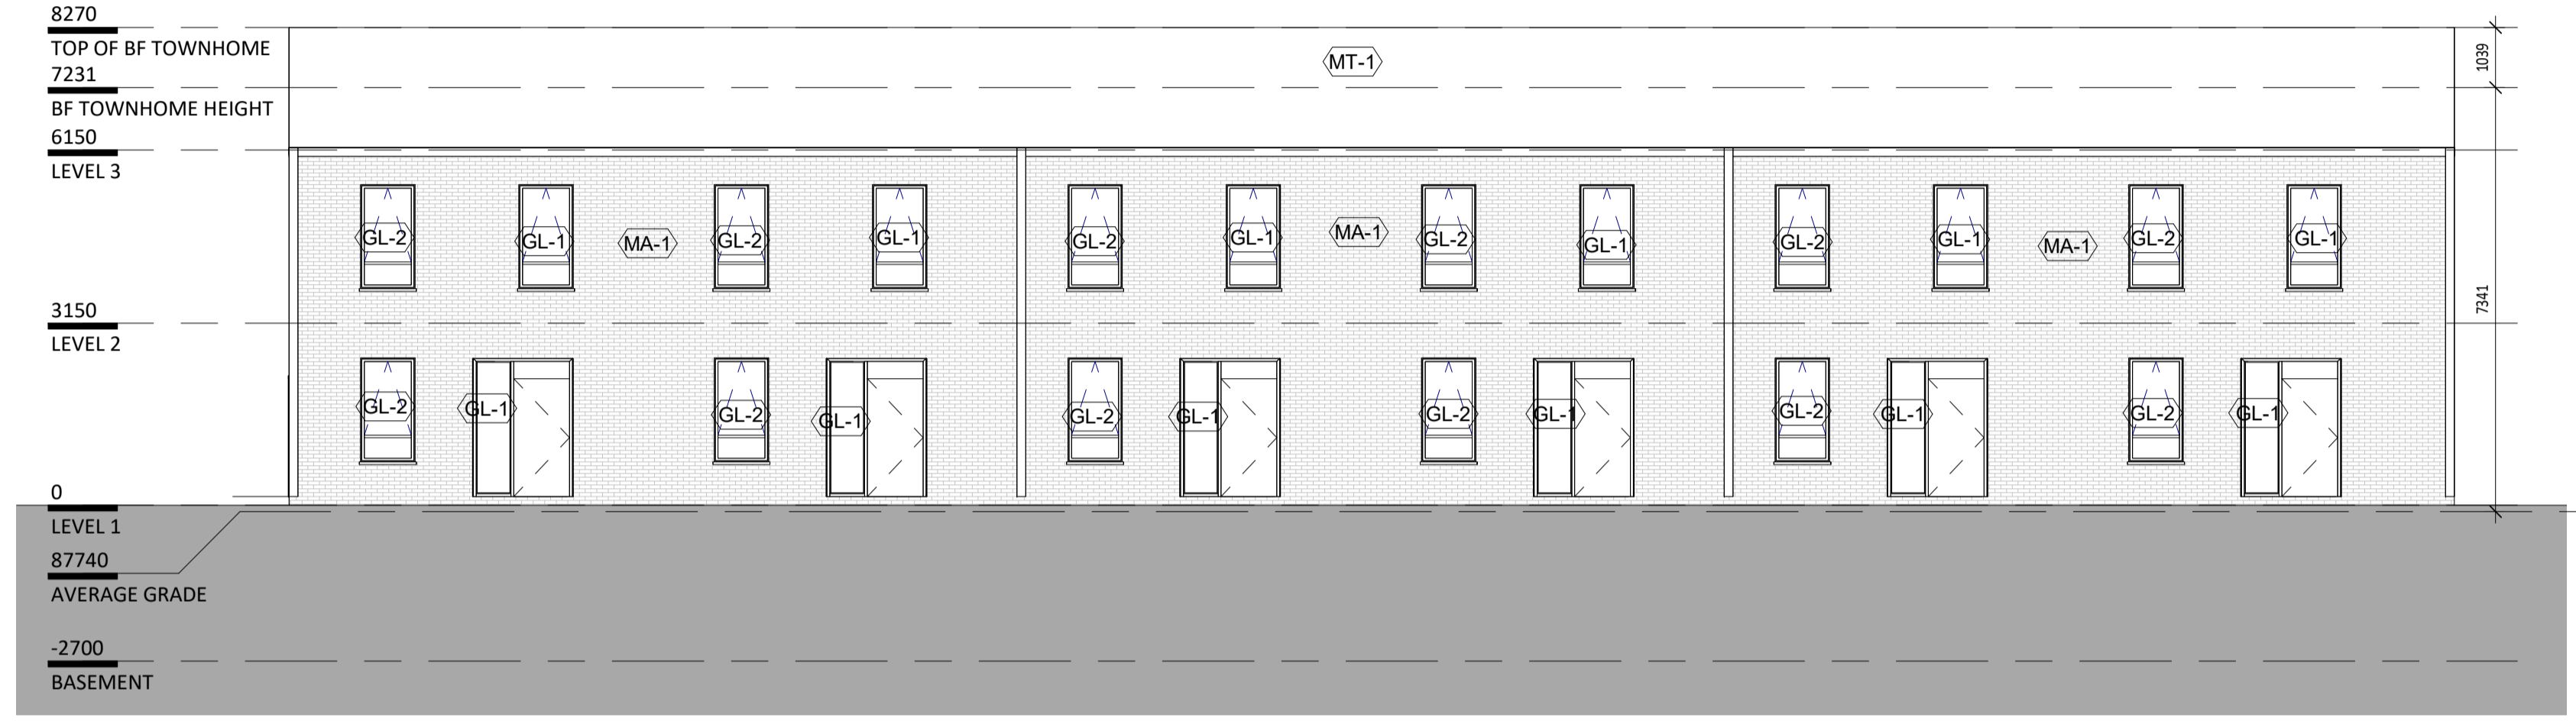 8270
TOP OF BF TOWNHOME
MT-1
1039
7231
BF TOWNHOME HEIGHT
6150
LEVEL 3
GL-2 GL-1 MA-1 GL-2 GL-1 GL-2 GL-1 MA-1 GL-2 GL-1 GL-2 GL-1 MA-1 GL-2 GL-1
7341
3150
LEVEL 2
GL-2 GL-1 GL-2 GL-1 GL-2 GL-1 GL-2 GL-1 GL-2 GL-1 GL-2 GL-1
0
LEVEL 1
87740
AVERAGE GRADE
-2700
BASEMENT